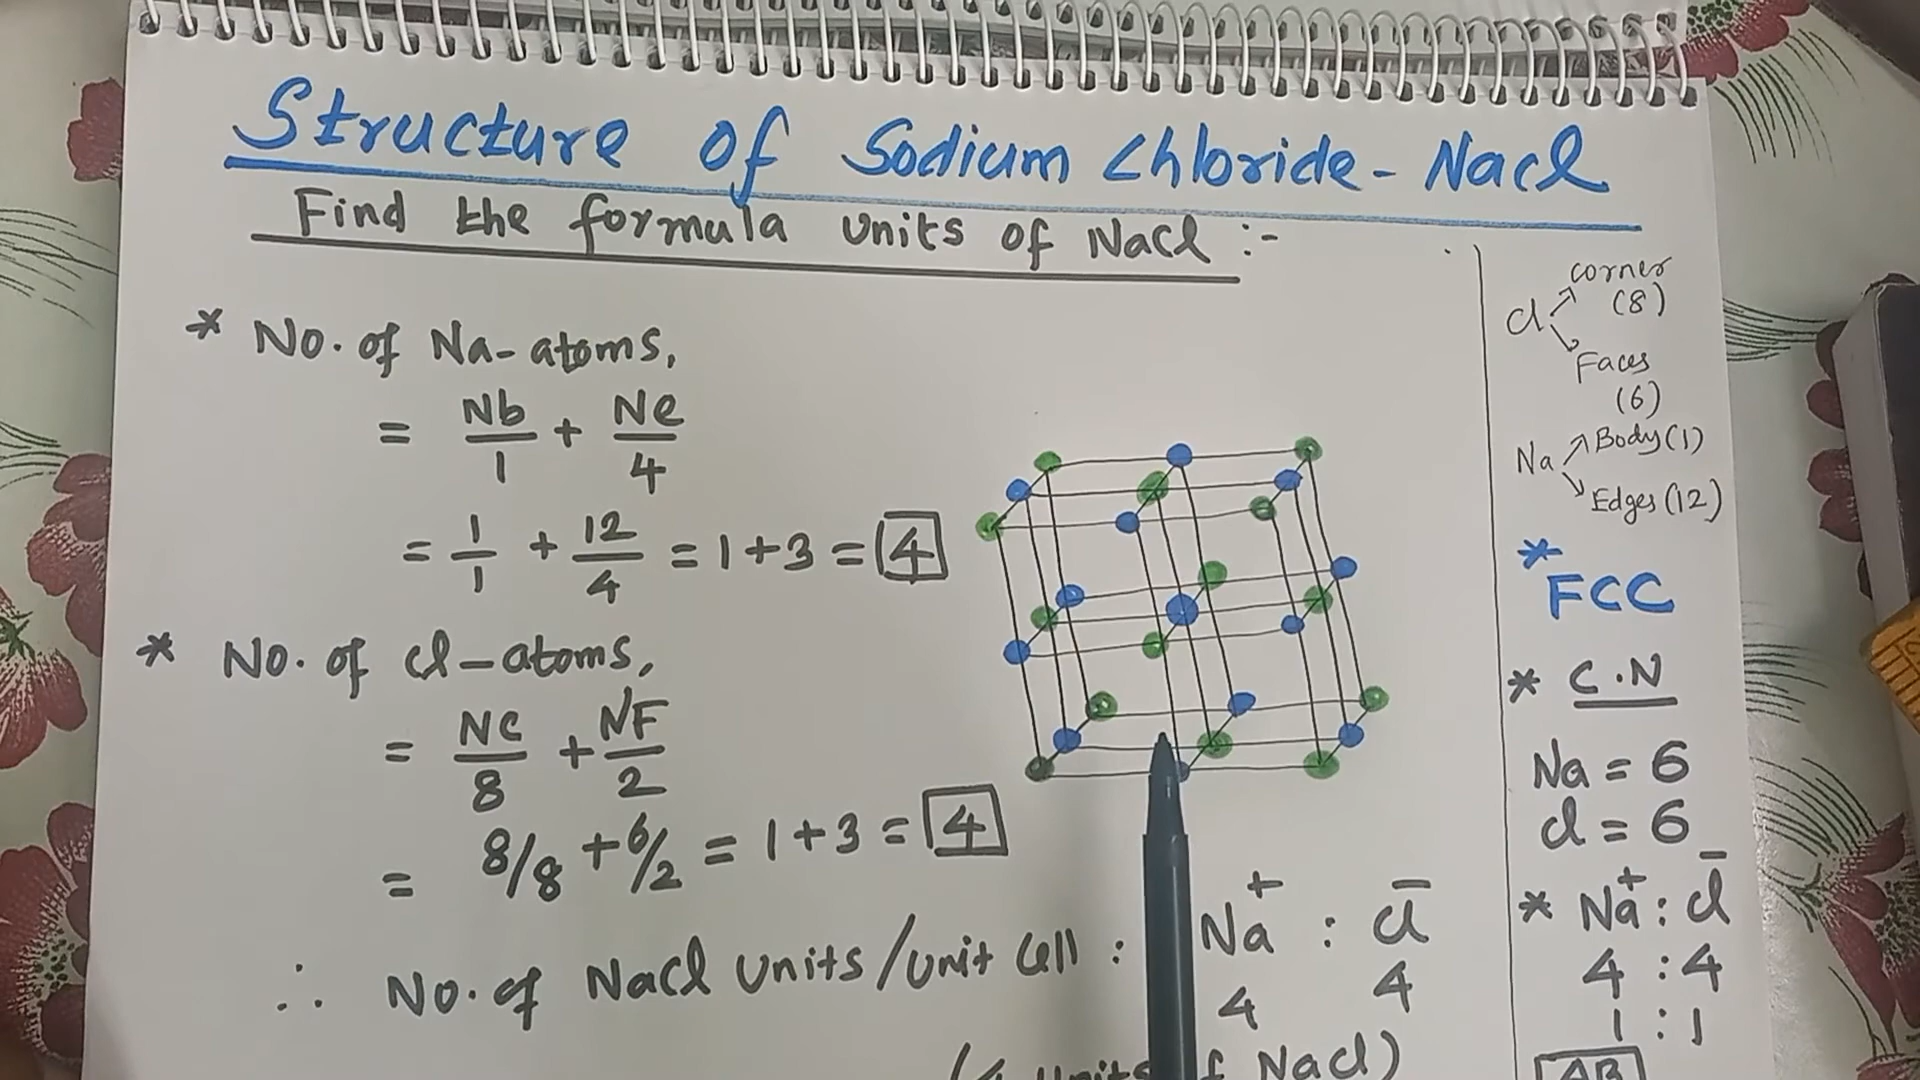 Structure of Sodium Chloride - Nacl
Find the formula units of Nacl :-
* No. of Na-atoms,
= Nb/1 + Ne/4
= 1/1 + 12/4 = 1+3 = 4
* No. of cl-atoms,
= NC/8 + NF/2
= 8/8 + 6/2 = 1+3 = 4
∴ No. of Nacl units/unit cell : Na+ : cl-
4 4
of Nacl)
cl
corner
(8)
Faces
(6)
Na
Body (1)
Edges (12)
* FCC
* C.N
Na = 6
cl = 6
* Na+ : cl-
4 : 4
1 : 1
AB